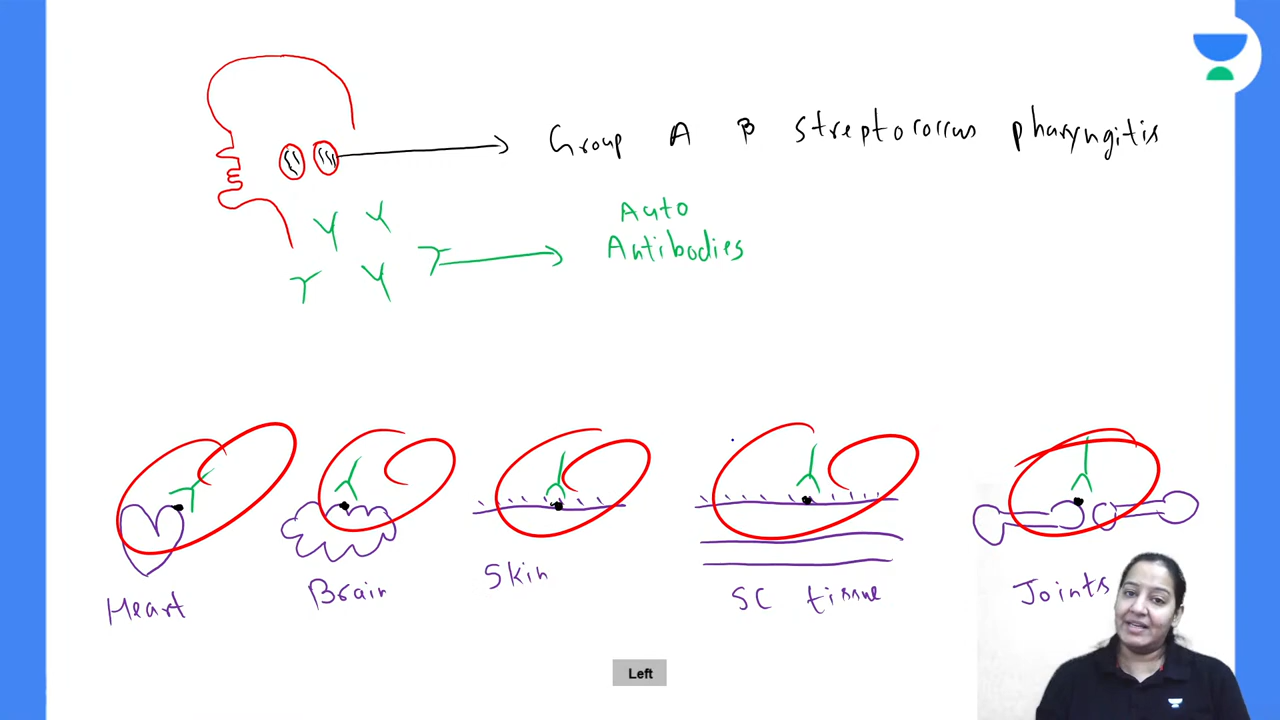 Group A β streptococcus pharyngitis
Auto
Antibodies
Heart
Brain
Skin
SC tissue
Joints
Left